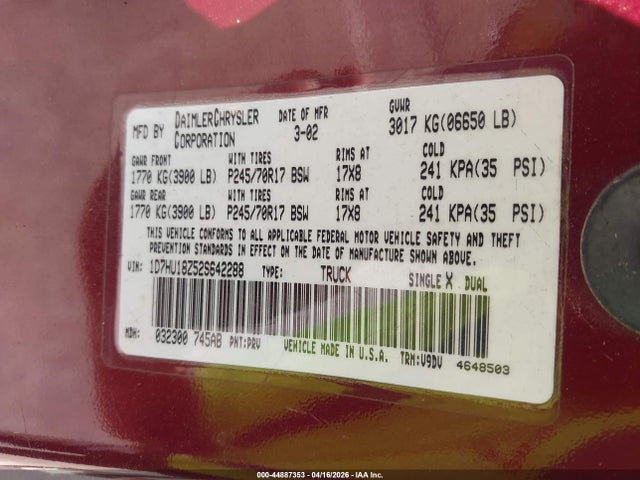 MFD BY DAIMLERCHRYSLER CORPORATION DATE OF MFR 3-02 GVWR 3017 KG(06650 LB)
GAWR FRONT WITH TIRES RIMS AT COLD
1770 KG(3900 LB) P245/70R17 BSW 17X8 241 KPA(35 PSI)
GAWR REAR WITH TIRES RIMS AT COLD
1770 KG(3900 LB) P245/70R17 BSW 17X8 241 KPA(35 PSI)
THIS VEHICLE CONFORMS TO ALL APPLICABLE FEDERAL MOTOR VEHICLE SAFETY AND THEFT
PREVENTION STANDARDS IN EFFECT ON THE DATE OF MANUFACTURE SHOWN ABOVE.
VIN: 1D7HU18Z52S642288 TYPE: TRUCK SINGLE X DUAL
MDH: 032300 745AB PNT:PRV VEHICLE MADE IN U.S.A. TRM:V9DV 4648503
000-44887353 - 04/16/2026 - IAA Inc.